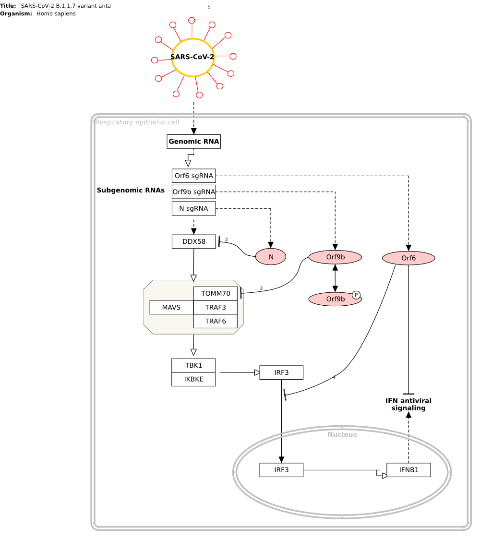 Title: SARS-CoV-2 B.1.1.7 variant anta
Organism: Homo sapiens
SARS-CoV-2
Respiratory epithelial cell
Genomic RNA
Orf6 sgRNA
Subgenomic RNAs
Orf9b sgRNA
N sgRNA
DDX58
3
N
Orf9b
Orf6
Orf9b
P
TOMM70
MAVS
TRAF3
TRAF6
TBK1
IKBKE
IRF3
IFN antiviral
signaling
Nucleus
IRF3
IFNB1